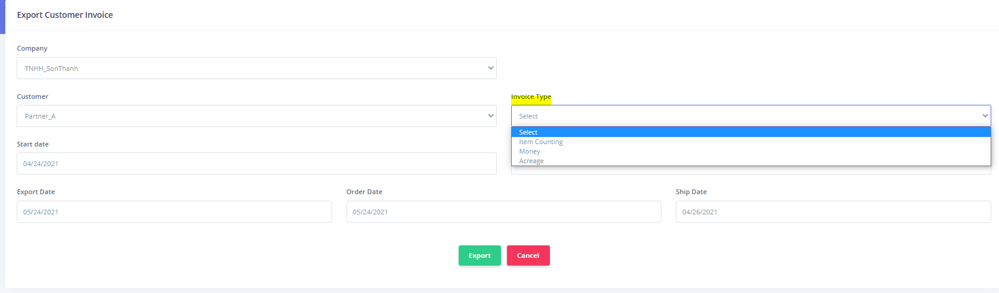 Export Customer Invoice
Company
TNHH_SonThanh
Customer
Invoice Type
Partner_A
Select
Select
Item Counting
Money
Acreage
Start date
04/24/2021
Export Date
Order Date
Ship Date
05/24/2021
05/24/2021
04/26/2021
Export
Cancel